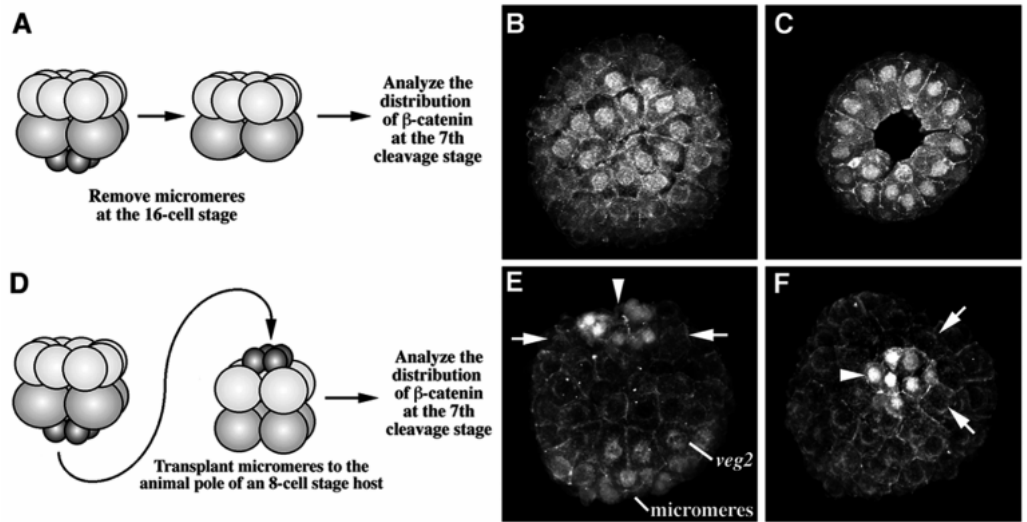 A
Remove micromeres
at the 16-cell stage
Analyze the
distribution
of β-catenin
at the 7th
cleavage stage
B
C
D
Transplant micromeres to the
animal pole of an 8-cell stage host
Analyze the
distribution
of β-catenin
at the 7th
cleavage stage
E
veg2
micromeres
F